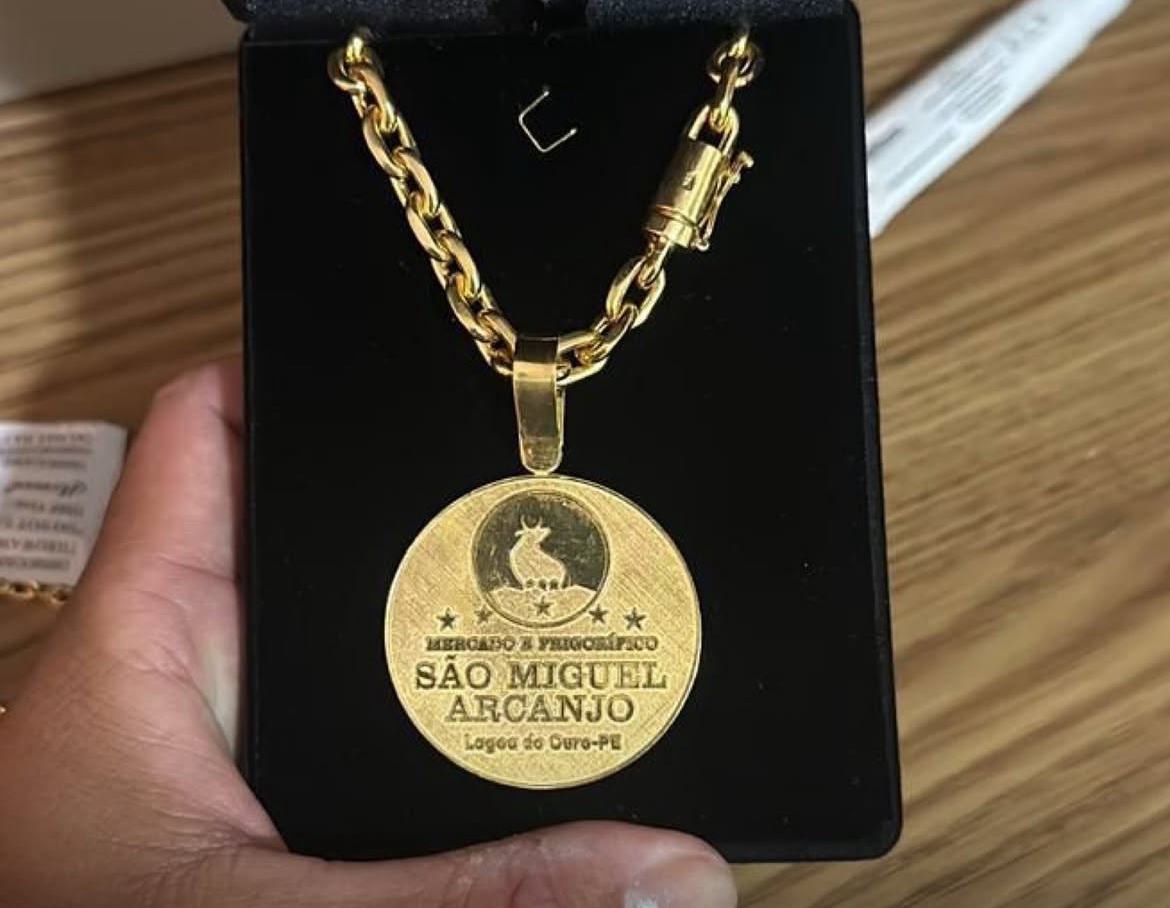 MERCADO E FRIGORÍFICO
SÃO MIGUEL
ARCANJO
Lagoa do Ouro-PE